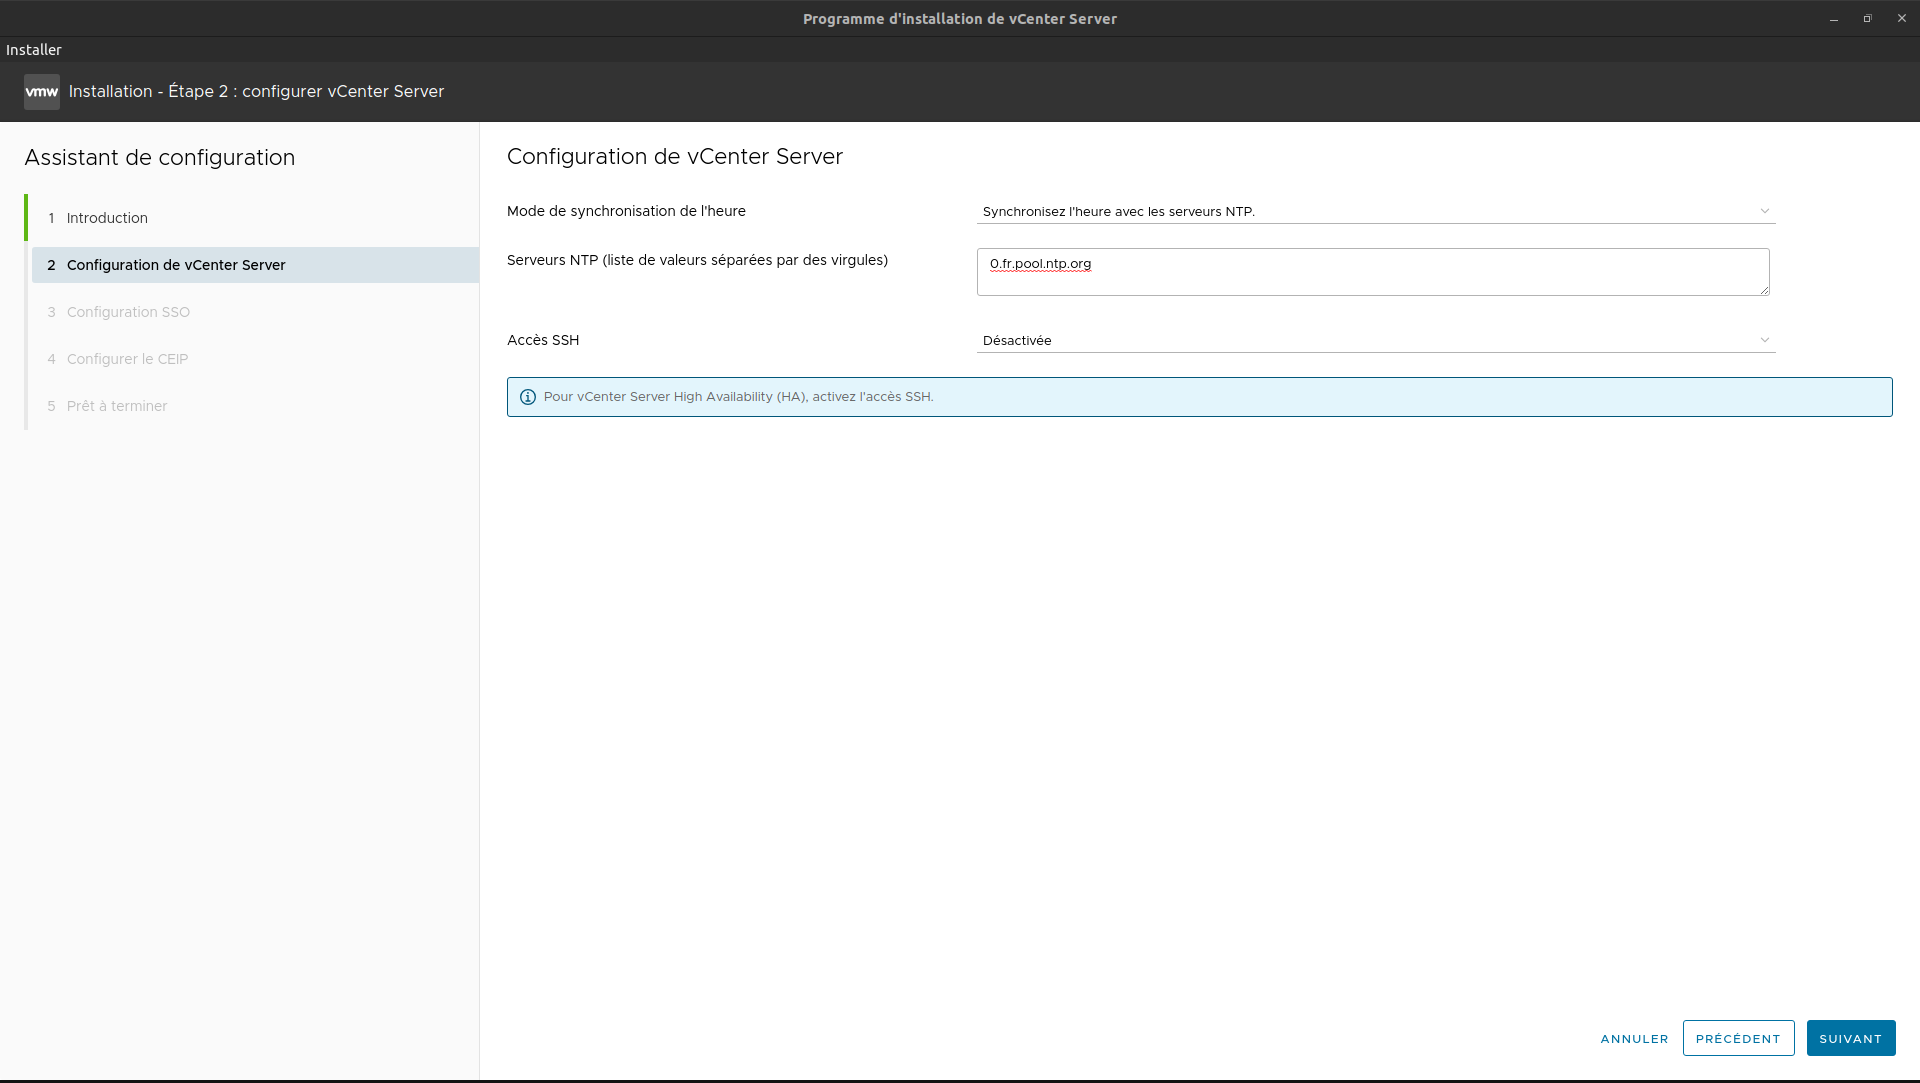 Programme d'installation de vCenter Server
Installer
vmw Installation - Étape 2 : configurer vCenter Server
Assistant de configuration
1 Introduction
2 Configuration de vCenter Server
3 Configuration SSO
4 Configurer le CEIP
5 Prêt à terminer
Configuration de vCenter Server
Mode de synchronisation de l'heure
Synchronisez l'heure avec les serveurs NTP.
Serveurs NTP (liste de valeurs séparées par des virgules)
0.fr.pool.ntp.org
Accès SSH
Désactivée
Pour vCenter Server High Availability (HA), activez l'accès SSH.
ANNULER
PRÉCÉDENT
SUIVANT